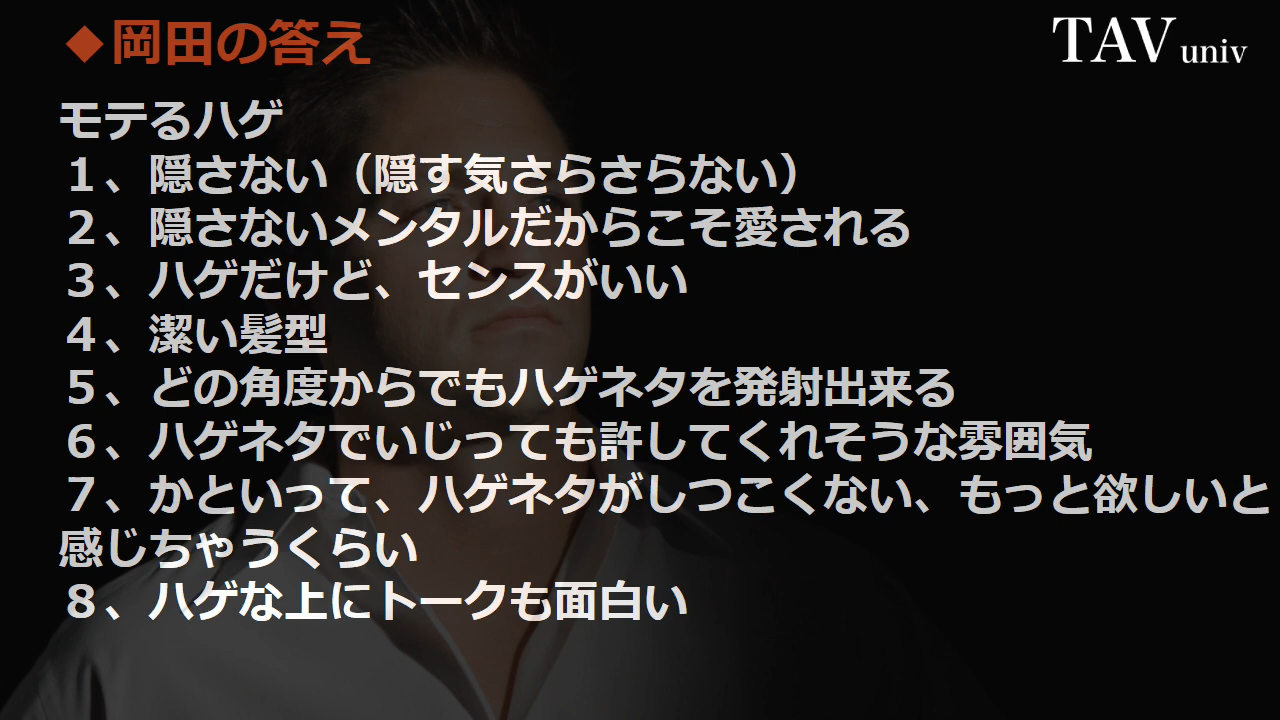 ◆岡田の答え
TAV univ
モテるハゲ
１、隠さない（隠す気さらさらない）
２、隠さないメンタルだからこそ愛される
３、ハゲだけど、センスがいい
４、潔い髪型
５、どの角度からでもハゲネタを発射出来る
６、ハゲネタでいじっても許してくれそうな雰囲気
７、かといって、ハゲネタがしつこくない、もっと欲しいと
感じちゃうくらい
８、ハゲな上にトークも面白い